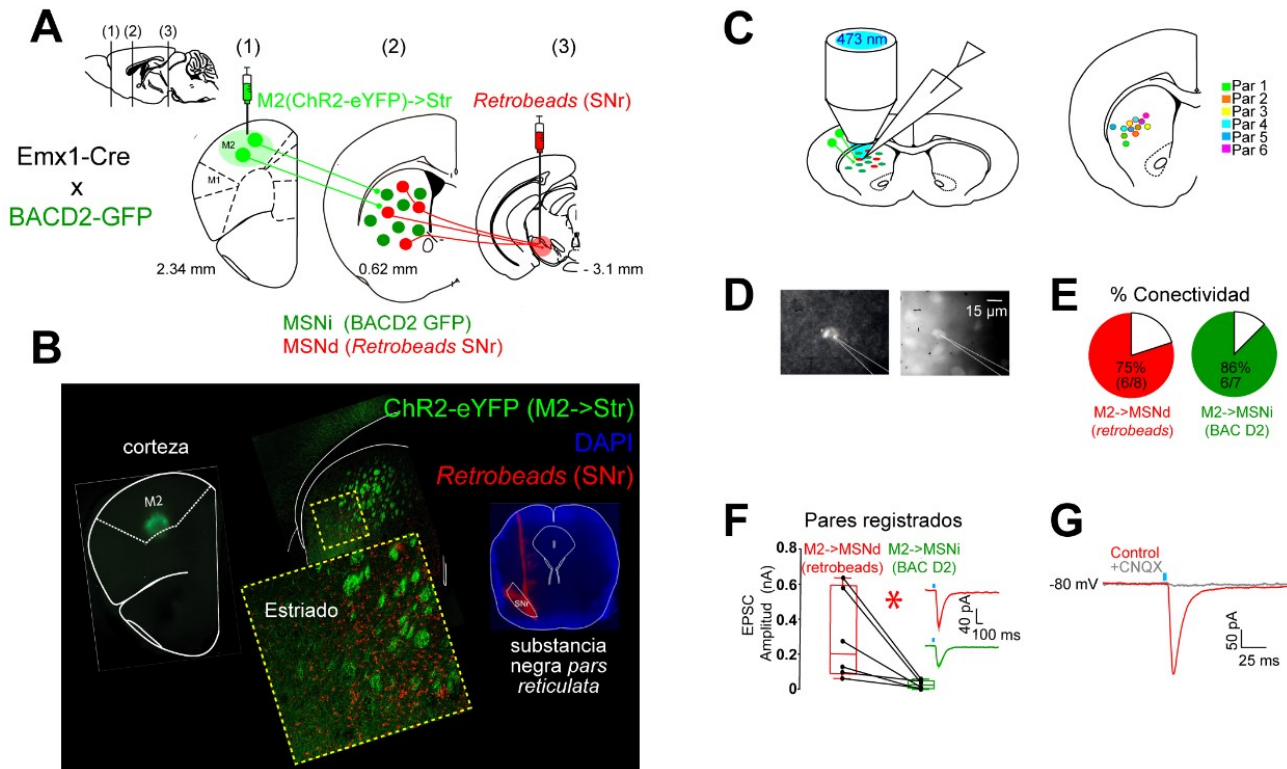 A
(1) (2) (3)
(1)
(2)
(3)
M2(ChR2-eYFP)->Str
Retrobeads (SNr)
Emx1-Cre
x
BACD2-GFP
M2
M1
2.34 mm
0.62 mm
- 3.1 mm
MSNi (BACD2 GFP)
MSNd (Retrobeads SNr)
B
ChR2-eYFP (M2->Str)
DAPI
Retrobeads (SNr)
corteza
M2
Estriado
SNr
substancia
negra pars
reticulata
C
473 nm
Par 1
Par 2
Par 3
Par 4
Par 5
Par 6
D
15 µm
E
% Conectividad
75%
(6/8)
86%
6/7
M2->MSNd
(retrobeads)
M2->MSNi
(BAC D2)
F
Pares registrados
M2->MSNd
(retrobeads)
M2->MSNi
(BAC D2)
EPSC
Amplitud (nA)
0.8
0.6
0.4
0.2
0
*
40 pA
100 ms
G
Control
+CNQX
-80 mV
50 pA
25 ms